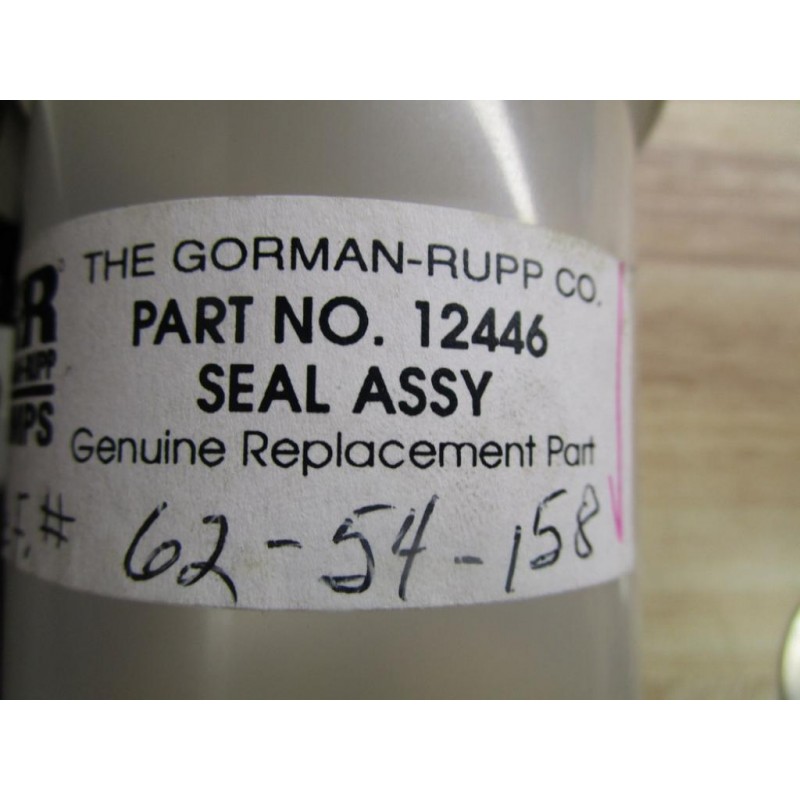 THE GORMAN-RUPP CO.
PART NO. 12446
SEAL ASSY
Genuine Replacement Part
62-54-158